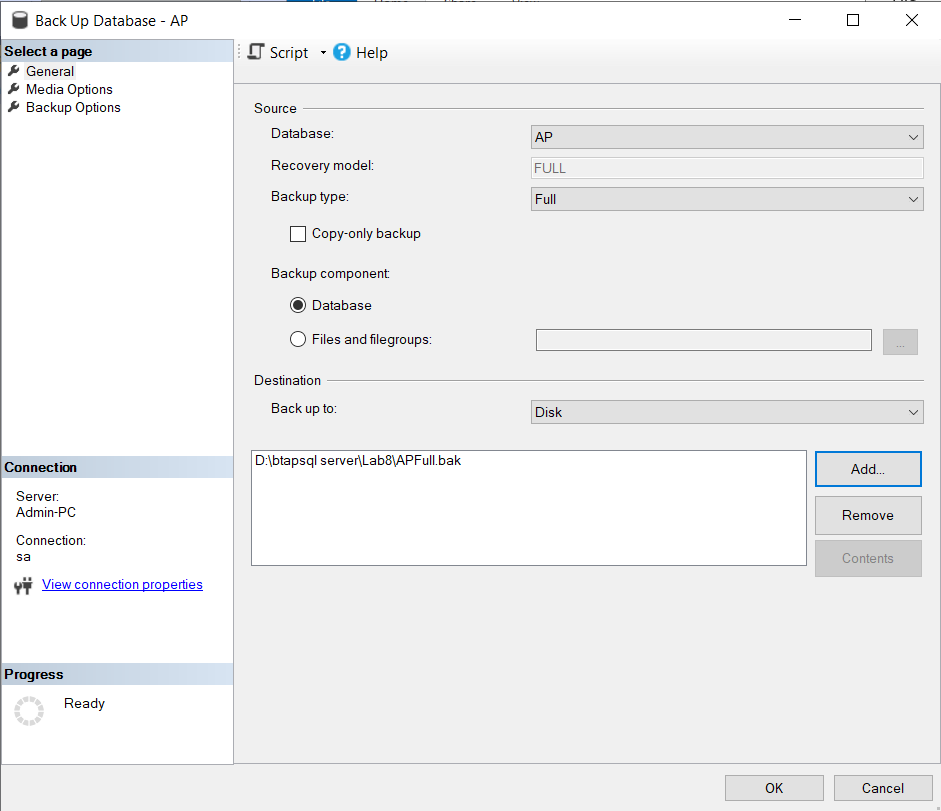 Back Up Database - AP
Select a page
General
Media Options
Backup Options
Script
Help
Source
Database:
AP
Recovery model:
FULL
Backup type:
Full
Copy-only backup
Backup component:
Database
Files and filegroups:
...
Destination
Back up to:
Disk
D:\btapsql server\Lab8\APFull.bak
Add...
Remove
Contents
Connection
Server:
Admin-PC
Connection:
sa
View connection properties
Progress
Ready
OK
Cancel